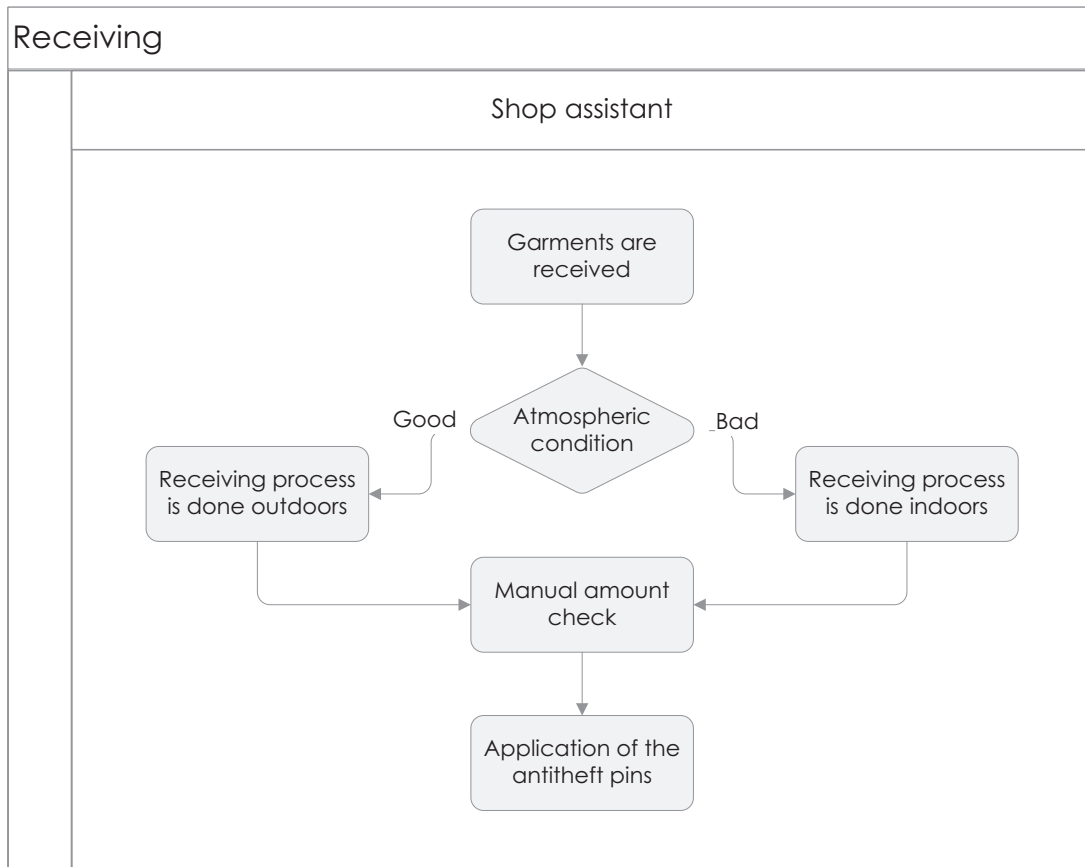 Receiving
Shop assistant
Garments are
received
Atmospheric
condition
Good
Bad
Receiving process
is done outdoors
Receiving process
is done indoors
Manual amount
check
Application of the
antitheft pins